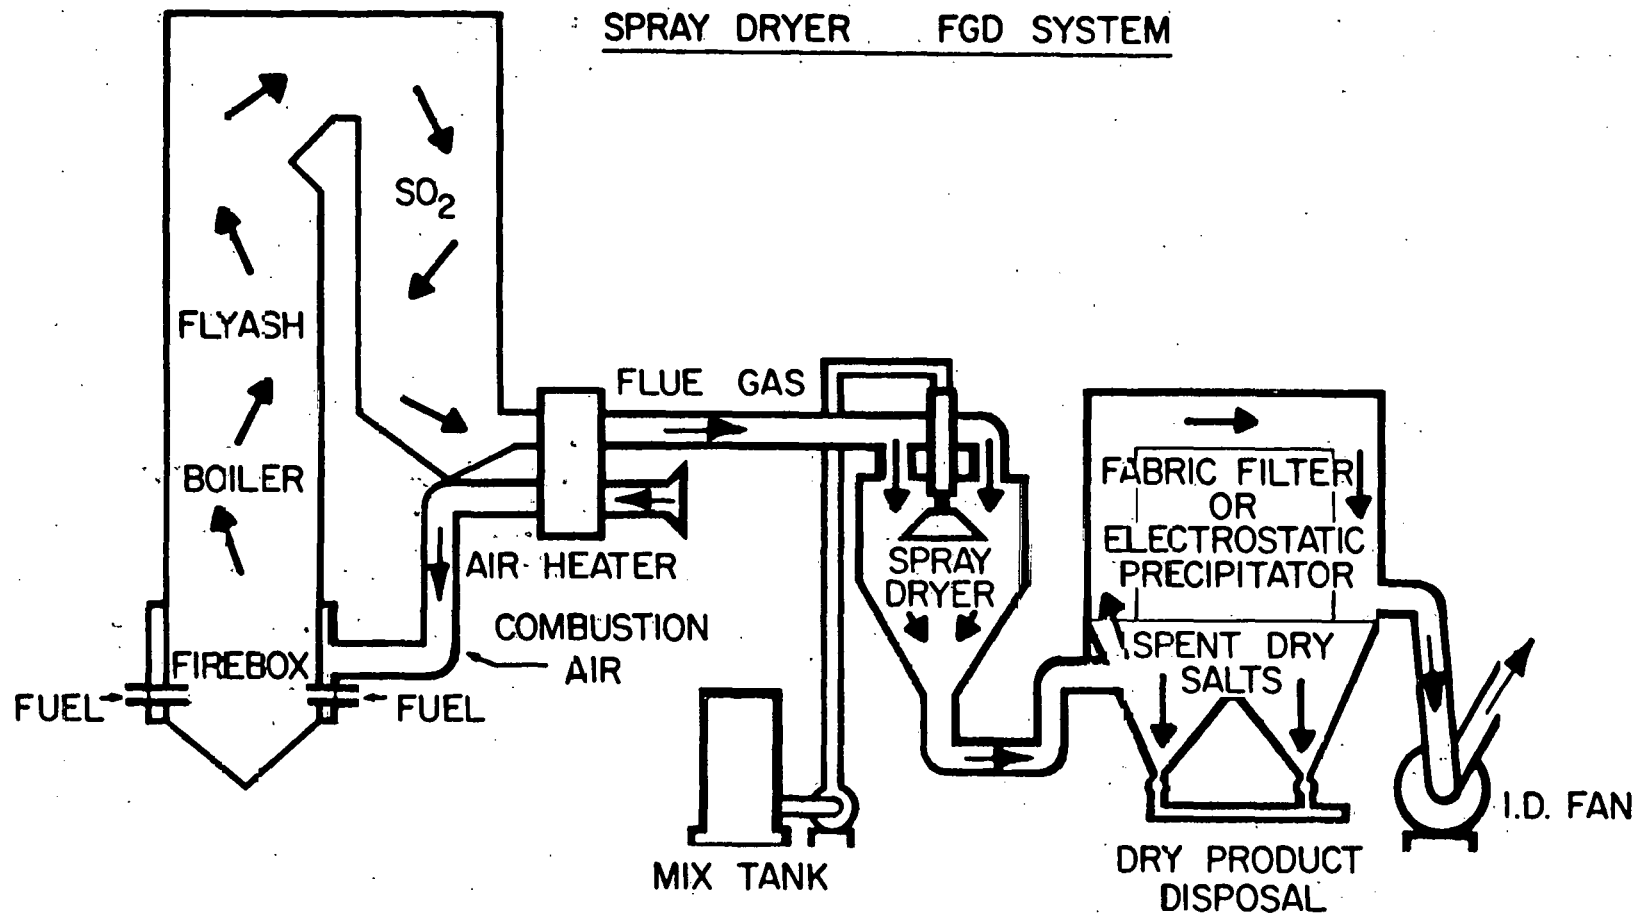 SPRAY DRYER FGD SYSTEM
SO2
FLYASH
FLUE GAS
BOILER
FABRIC FILTER
OR
ELECTROSTATIC
PRECIPITATOR
AIR HEATER
SPRAY
DRYER
COMBUSTION
AIR
FIREBOX
SPENT DRY
SALTS
FUEL
FUEL
I.D. FAN
MIX TANK
DRY PRODUCT
DISPOSAL